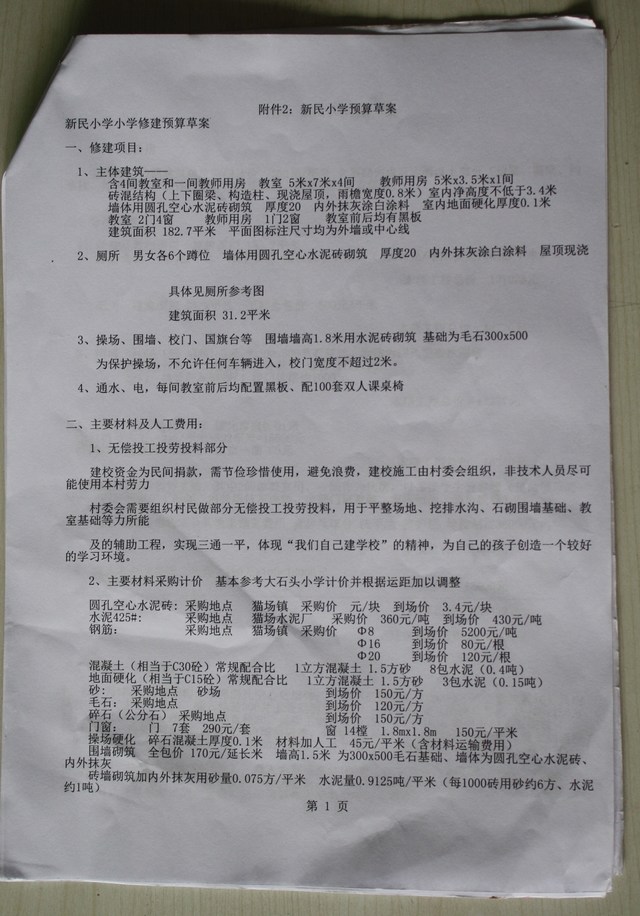 附件2：新民小学预算草案
新民小学小学修建预算草案
一、修建项目：
1、主体建筑——
含4间教室和一间教师用房 教室 5米x7米x4间 教师用房 5米x3.5米x1间
砖混结构（上下圈梁、构造柱、现浇屋顶，雨檐宽度0.8米）室内净高度不低于3.4米
墙体用圆孔空心水泥砖砌筑 厚度20 内外抹灰涂白涂料 室内地面硬化厚度0.1米
教室 2门4窗 教师用房 1门2窗 教室前后均有黑板
建筑面积 182.7平米 平面图标注尺寸均为外墙或中心线
2、厕所 男女各6个蹲位 墙体用圆孔空心水泥砖砌筑 厚度20 内外抹灰涂白涂料 屋顶现浇
具体见厕所参考图
建筑面积 31.2平米
3、操场、围墙、校门、国旗台等 围墙墙高1.8米用水泥砖砌筑 基础为毛石300x500
为保护操场，不允许任何车辆进入，校门宽度不超过2米。
4、通水、电，每间教室前后均配置黑板、配100套双人课桌椅
二、主要材料及人工费用：
1、无偿投工投劳投料部分
建校资金为民间捐款，需节俭珍惜使用，避免浪费，建校施工由村委会组织，非技术人员尽可
能使用本村劳力
村委会需要组织村民做部分无偿投工投劳投料，用于平整场地、挖排水沟、石砌围墙基础、教
室基础等力所能
及的辅助工程，实现三通一平，体现“我们自己建学校”的精神，为自己的孩子创造一个较好
的学习环境。
2、主要材料采购计价 基本参考大石头小学计价并根据运距加以调整
圆孔空心水泥砖: 采购地点 猫场镇 采购价 元/块 到场价 3.4元/块
水泥425#: 采购地点 猫场水泥厂 采购价 360元/吨 到场价 430元/吨
钢筋: 采购地点 猫场镇 采购价 Φ8 到场价 5200元/吨
Φ16 到场价 80元/根
Φ20 到场价 120元/根
混凝土（相当于C30砼）常规配合比 1立方混凝土 1.5方砂 8包水泥（0.4吨）
地面硬化（相当于C15砼）常规配合比 1立方混凝土 1.5方砂 3包水泥（0.15吨）
砂: 采购地点 砂场 到场价 150元/方
毛石: 采购地点 到场价 120元/方
碎石（公分石） 采购地点 到场价 150元/方
门窗: 门 7套 290元/套 窗 14樘 1.8mx1.8m 150元/平米
操场硬化 碎石混凝土厚度0.1米 材料加人工 45元/平米（含材料运输费用）
围墙砌筑 全包价 170元/延长米 墙高1.5米 为300x500毛石基础、墙体为圆孔空心水泥砖、
内外抹灰
砖墙砌筑加内外抹灰用砂量0.075方/平米 水泥量0.9125吨/平米（每1000砖用砂约6方、水泥
约1吨）
第 1 页